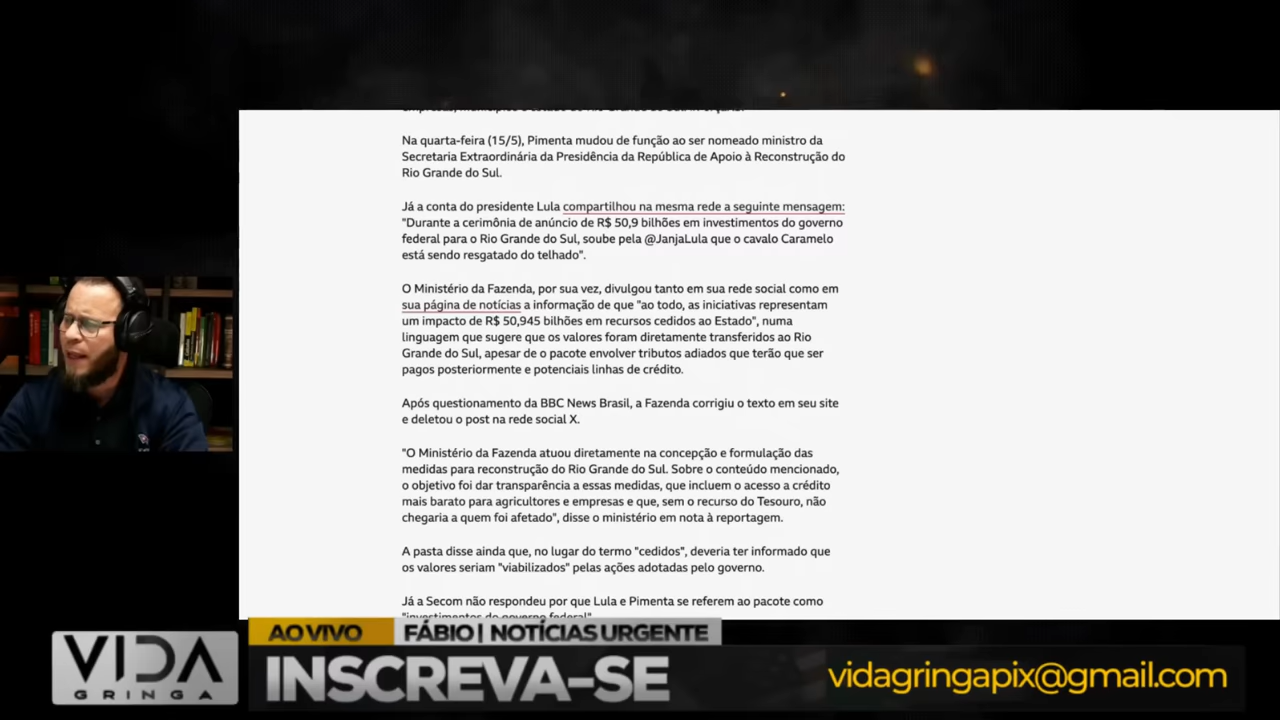 Na quarta-feira (15/5), Pimenta mudou de função ao ser nomeado ministro da
Secretaria Extraordinária da Presidência da República de Apoio à Reconstrução do
Rio Grande do Sul.
Já a conta do presidente Lula compartilhou na mesma rede a seguinte mensagem:
"Durante a cerimônia de anúncio de R$ 50,9 bilhões em investimentos do governo
federal para o Rio Grande do Sul, soube pela @JanjaLula que o cavalo Caramelo
está sendo resgatado do telhado".
O Ministério da Fazenda, por sua vez, divulgou tanto em sua rede social como em
sua página de notícias a informação de que "ao todo, as iniciativas representam
um impacto de R$ 50,945 bilhões em recursos cedidos ao Estado", numa
linguagem que sugere que os valores foram diretamente transferidos ao Rio
Grande do Sul, apesar de o pacote envolver tributos adiados que terão que ser
pagos posteriormente e potenciais linhas de crédito.
Após questionamento da BBC News Brasil, a Fazenda corrigiu o texto em seu site
e deletou o post na rede social X.
"O Ministério da Fazenda atuou diretamente na concepção e formulação das
medidas para reconstrução do Rio Grande do Sul. Sobre o conteúdo mencionado,
o objetivo foi dar transparência a essas medidas, que incluem o acesso a crédito
mais barato para agricultores e empresas e que, sem o recurso do Tesouro, não
chegaria a quem foi afetado", disse o ministério em nota à reportagem.
A pasta disse ainda que, no lugar do termo "cedidos", deveria ter informado que
os valores seriam "viabilizados" pelas ações adotadas pelo governo.
Já a Secom não respondeu por que Lula e Pimenta se referem ao pacote como
"investimentos do governo federal".
AO VIVO
FÁBIO | NOTÍCIAS URGENTE
VIDA
GRINGA
INSCREVA-SE
vidagringapix@gmail.com